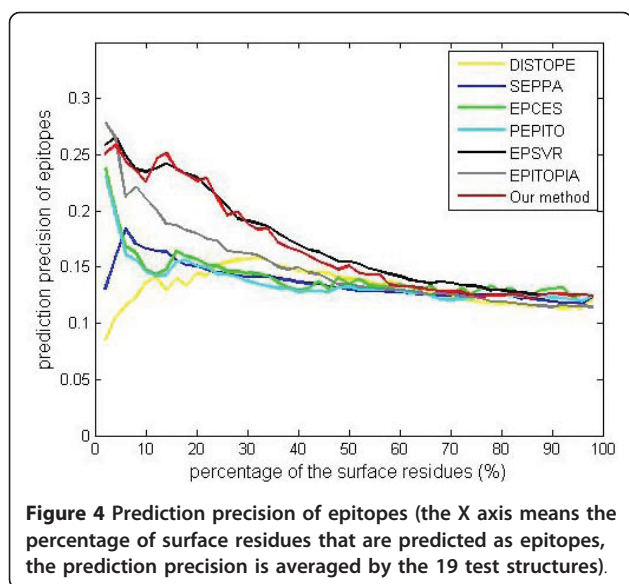 DISTOPE
SEPPA
EPCES
PEPITO
EPSVR
EPITOPIA
Our method
prediction precision of epitopes
0.3
0.25
0.2
0.15
0.1
0.05
0
0 10 20 30 40 50 60 70 80 90 100
percentage of the surface residues (%)
Figure 4 Prediction precision of epitopes (the X axis means the
percentage of surface residues that are predicted as epitopes,
the prediction precision is averaged by the 19 test structures).